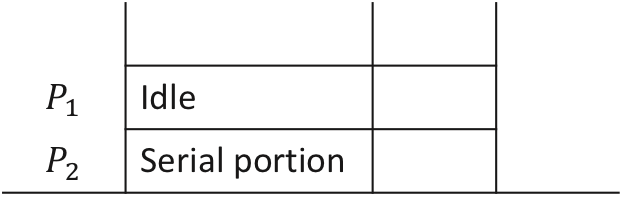 P₁ Idle
P₂ Serial portion